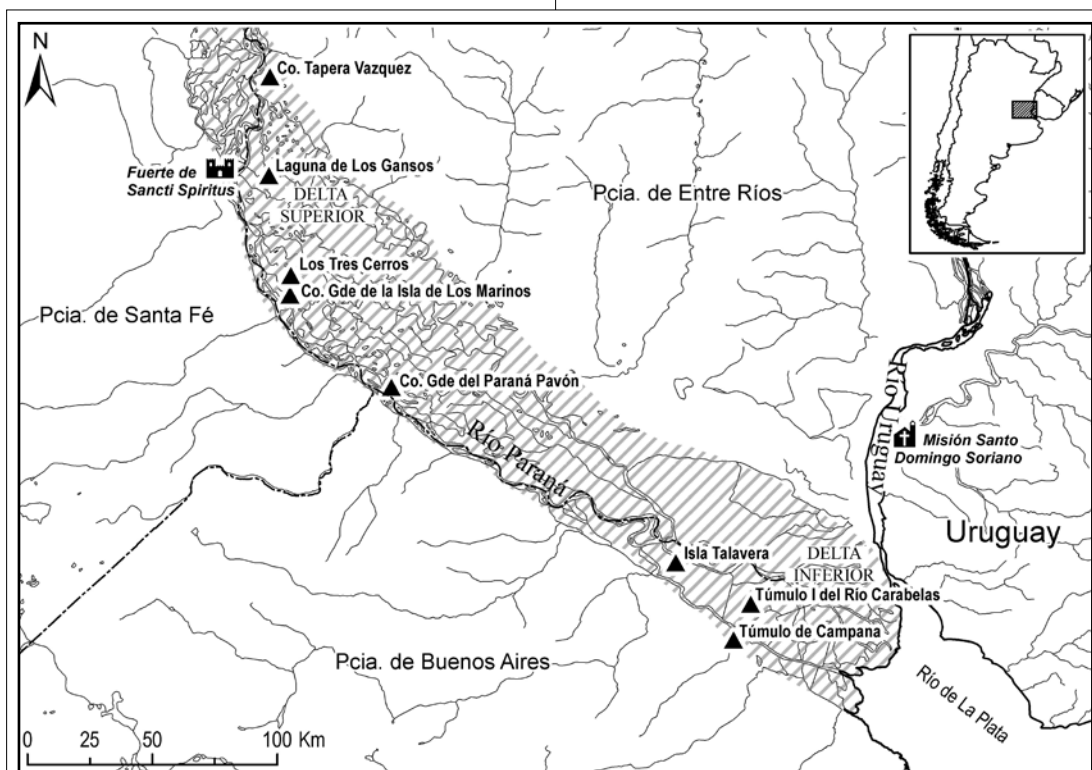 N
Co. Tapera Vazquez
Fuerte de
Sancti Spiritus
Laguna de Los Gansos
DELTA
SUPERIOR
Pcia. de Entre Ríos
Los Tres Cerros
Co. Gde de la Isla de Los Marinos
Pcia. de Santa Fé
Co. Gde del Paraná Pavón
Río Paraná
Río Uruguay
Misión Santo
Domingo Soriano
Uruguay
Isla Talavera
DELTA
INFERIOR
Túmulo I del Río Carabelas
Túmulo de Campana
Pcia. de Buenos Aires
Río de La Plata
0 25 50 100 Km